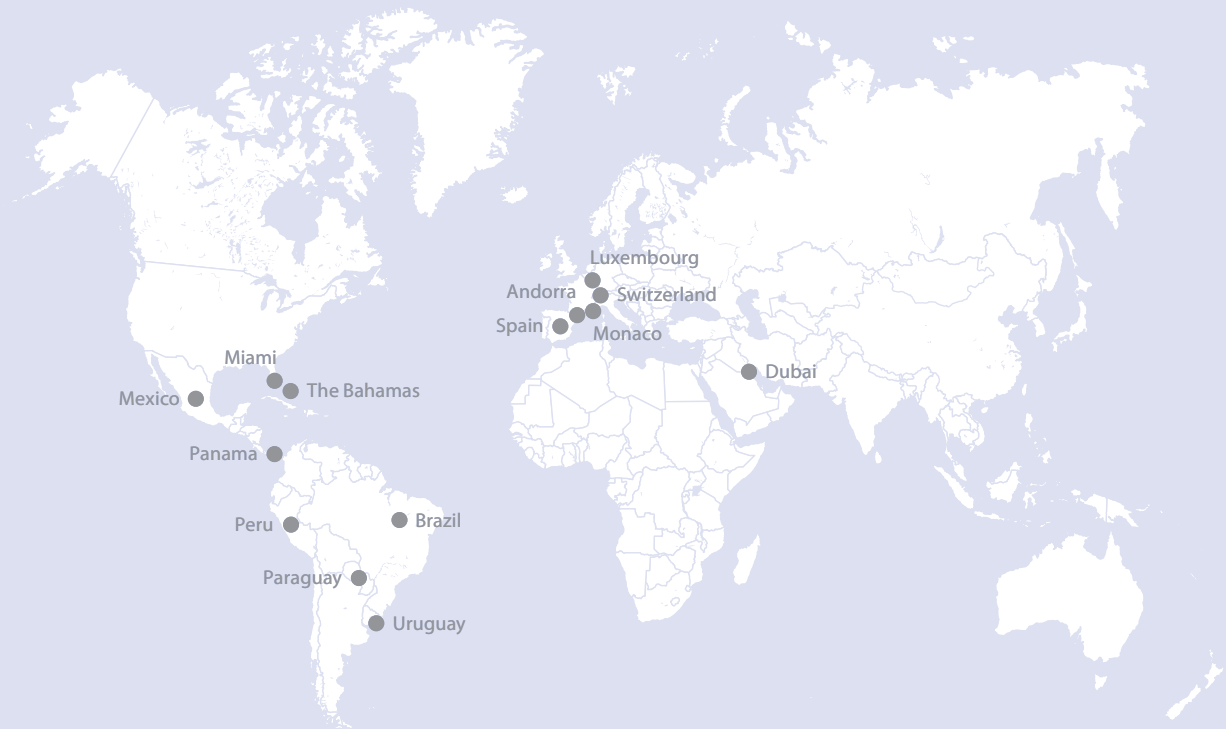 Luxembourg
Andorra
Switzerland
Spain
Monaco
Miami
Dubai
Mexico
The Bahamas
Panama
Peru
Brazil
Paraguay
Uruguay